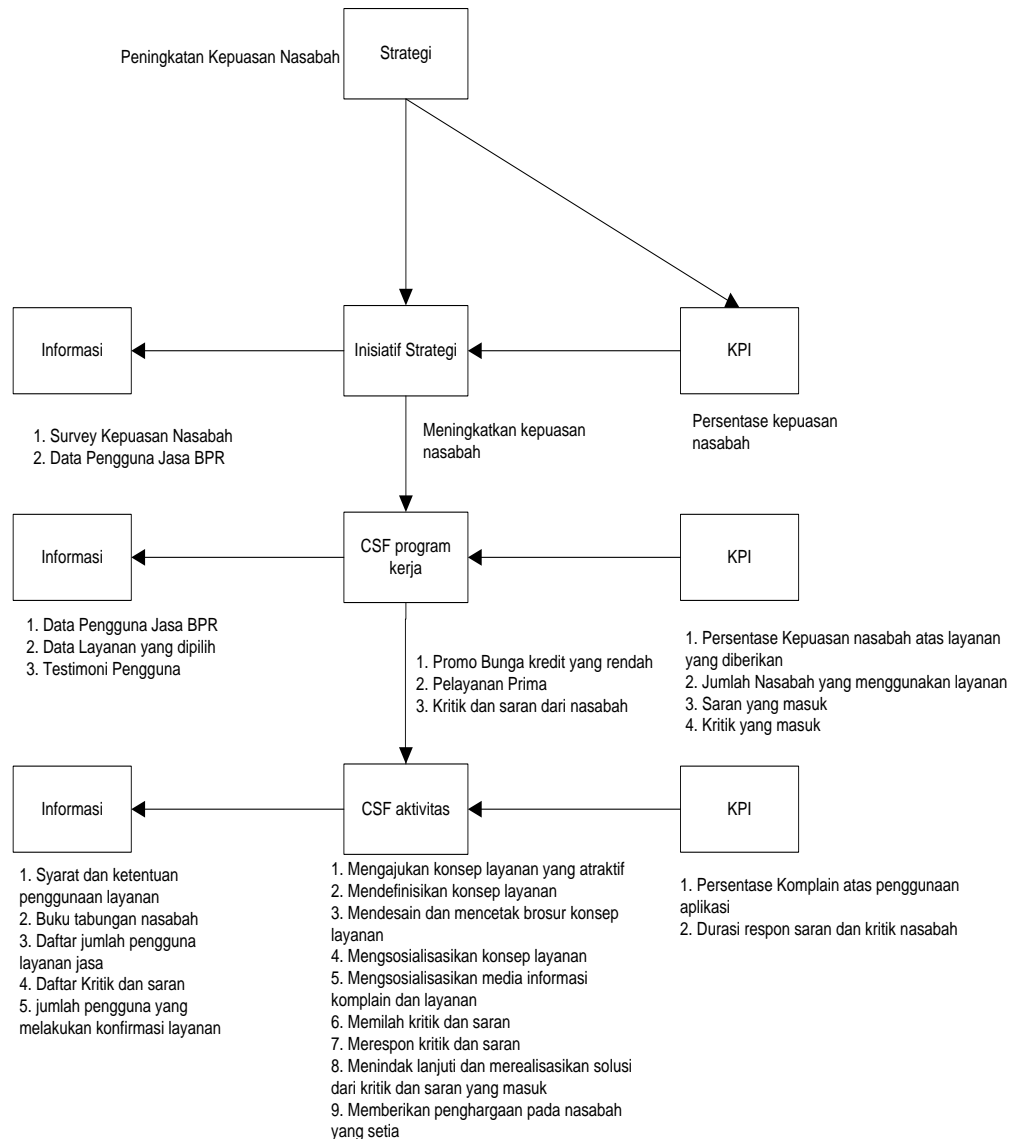 Peningkatan Kepuasan Nasabah
Strategi
Informasi
Inisiatif Strategi
KPI
1. Survey Kepuasan Nasabah
2. Data Pengguna Jasa BPR
Meningkatkan kepuasan
nasabah
Persentase kepuasan
nasabah
Informasi
CSF program
kerja
KPI
1. Data Pengguna Jasa BPR
2. Data Layanan yang dipilih
3. Testimoni Pengguna
1. Promo Bunga kredit yang rendah
2. Pelayanan Prima
3. Kritik dan saran dari nasabah
1. Persentase Kepuasan nasabah atas layanan
yang diberikan
2. Jumlah Nasabah yang menggunakan layanan
3. Saran yang masuk
4. Kritik yang masuk
Informasi
CSF aktivitas
KPI
1. Syarat dan ketentuan
penggunaan layanan
2. Buku tabungan nasabah
3. Daftar jumlah pengguna
layanan jasa
4. Daftar Kritik dan saran
5. jumlah pengguna yang
melakukan konfirmasi layanan
1. Mengajukan konsep layanan yang atraktif
2. Mendefinisikan konsep layanan
3. Mendesain dan mencetak brosur konsep
layanan
4. Mengsosialisasikan konsep layanan
5. Mengsosialisasikan media informasi
komplain dan layanan
6. Memilah kritik dan saran
7. Merespon kritik dan saran
8. Menindak lanjuti dan merealisasikan solusi
dari kritik dan saran yang masuk
9. Memberikan penghargaan pada nasabah
yang setia
1. Persentase Komplain atas penggunaan
aplikasi
2. Durasi respon saran dan kritik nasabah